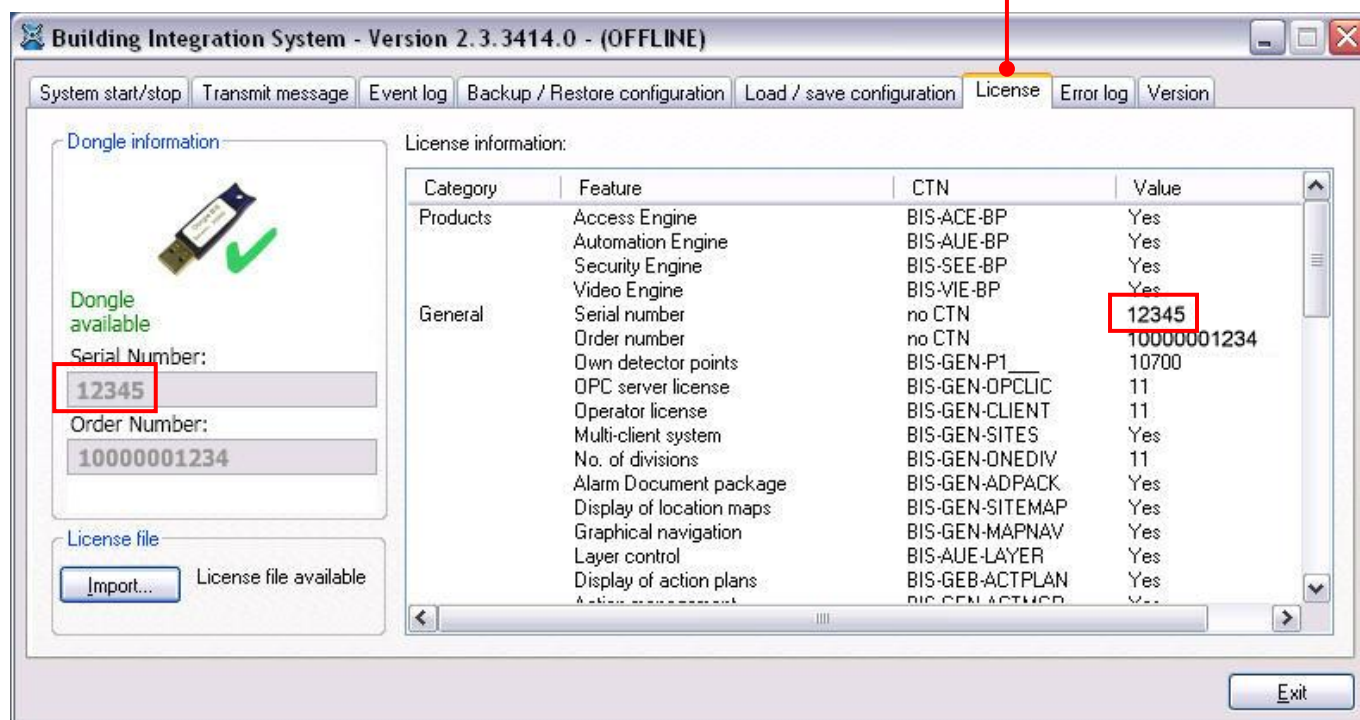 Building Integration System - Version 2.3.3414.0 - (OFFLINE)
System start/stop Transmit message Event log Backup / Restore configuration Load / save configuration License Error log Version
Dongle information
Dongle
available
Serial Number:
12345
Order Number:
10000001234
License file
Import... License file available
License information:
Category Feature CTN Value
Products Access Engine BIS-ACE-BP Yes
Automation Engine BIS-AUE-BP Yes
Security Engine BIS-SEE-BP Yes
Video Engine BIS-VIE-BP Yes
General Serial number no CTN 12345
Order number no CTN 10000001234
Own detector points BIS-GEN-P1___ 10700
OPC server license BIS-GEN-OPCLIC 11
Operator license BIS-GEN-CLIENT 11
Multi-client system BIS-GEN-SITES Yes
No. of divisions BIS-GEN-ONEDIV 11
Alarm Document package BIS-GEN-ADPACK Yes
Display of location maps BIS-GEN-SITEMAP Yes
Graphical navigation BIS-GEN-MAPNAV Yes
Layer control BIS-AUE-LAYER Yes
Display of action plans BIS-GEB-ACTPLAN Yes
Exit